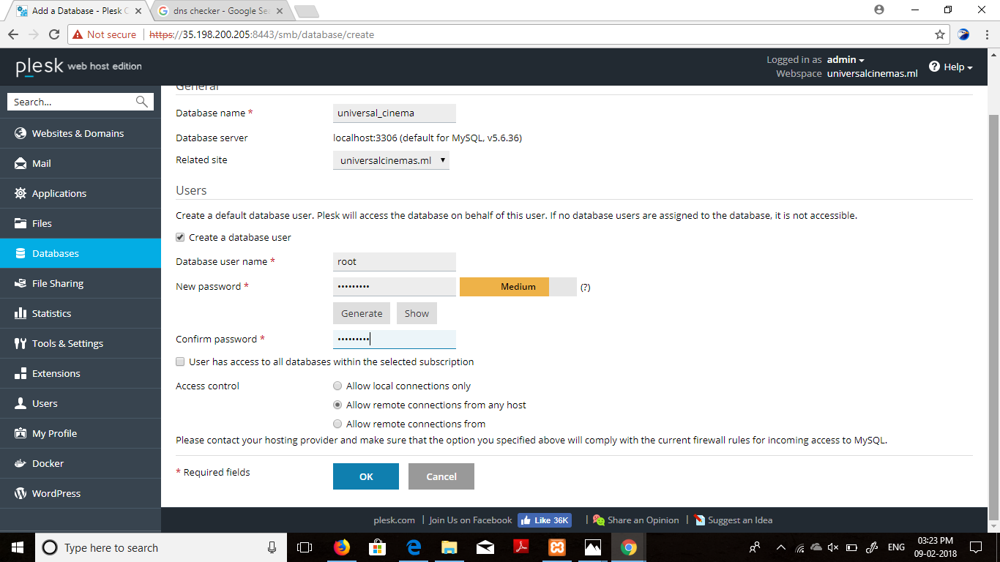 Add a Database - Plesk O
dns checker - Google Sea
Not secure https://35.198.200.205:8443/smb/database/create
plesk web host edition
Logged in as admin
Webspace universalcinemas.ml
Help
Search...
Websites & Domains
Mail
Applications
Files
Databases
File Sharing
Statistics
Tools & Settings
Extensions
Users
My Profile
Docker
WordPress
General
Database name * universal_cinema
Database server localhost:3306 (default for MySQL, v5.6.36)
Related site universalcinemas.ml
Users
Create a default database user. Plesk will access the database on behalf of this user. If no database users are assigned to the database, it is not accessible.
Create a database user
Database user name * root
New password * ••••••••• Medium (?)
Generate Show
Confirm password * •••••••••
User has access to all databases within the selected subscription
Access control Allow local connections only
Allow remote connections from any host
Allow remote connections from
Please contact your hosting provider and make sure that the option you specified above will comply with the current firewall rules for incoming access to MySQL.
* Required fields OK Cancel
plesk.com | Join Us on Facebook Like 36K | Share an Opinion | Suggest an Idea
Type here to search
ENG
03:23 PM
09-02-2018